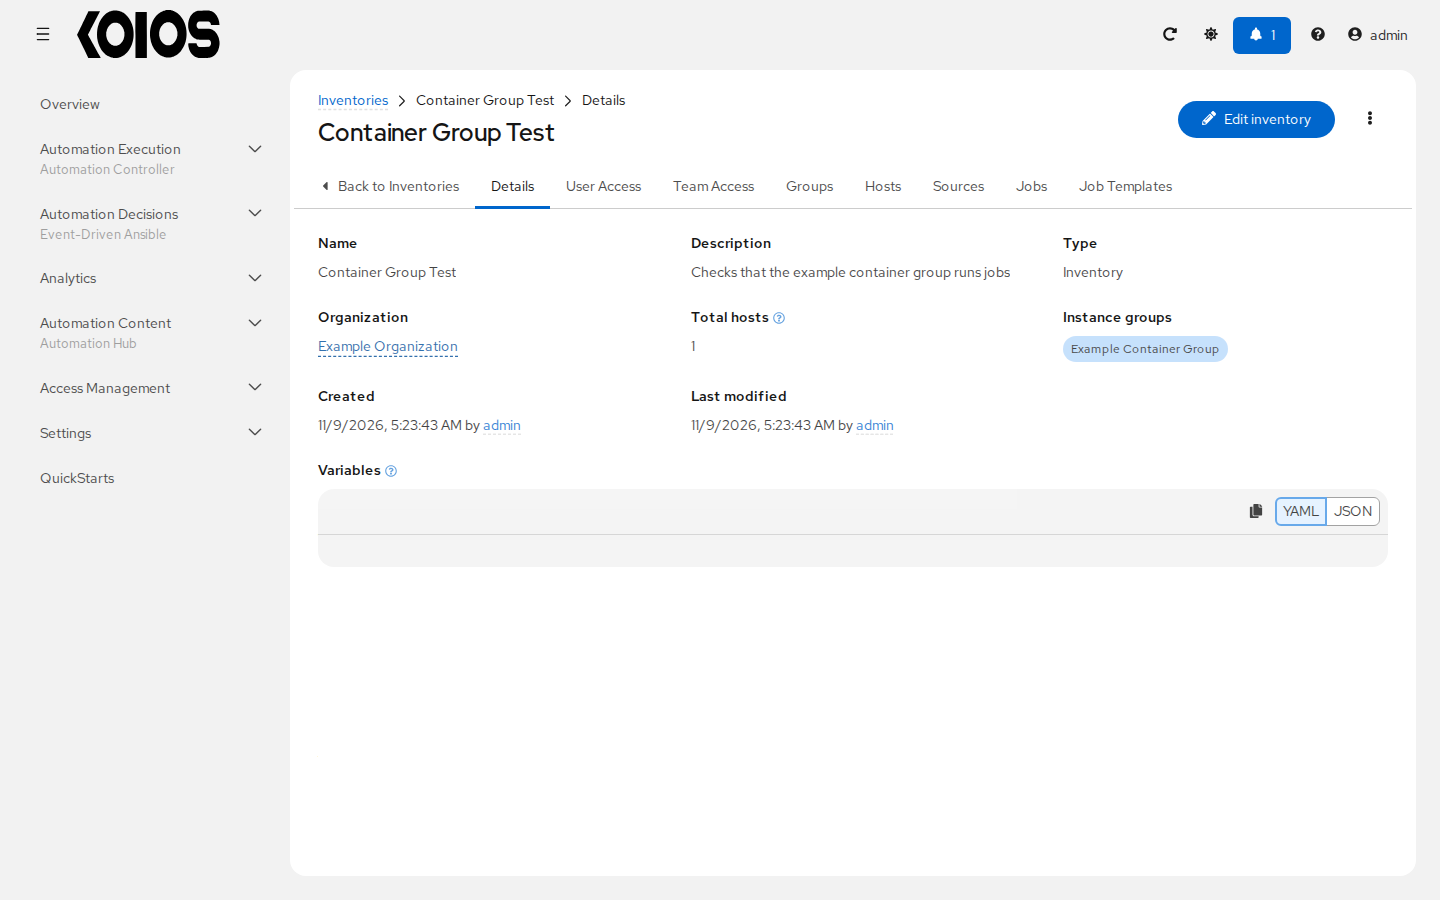 KOIOS
1
admin
Overview
Automation Execution
Automation Controller
Automation Decisions
Event-Driven Ansible
Analytics
Automation Content
Automation Hub
Access Management
Settings
QuickStarts
Inventories > Container Group Test > Details
Container Group Test
Edit inventory
Back to Inventories Details User Access Team Access Groups Hosts Sources Jobs Job Templates
Name Description Type
Container Group Test Checks that the example container group runs jobs Inventory
Organization Total hosts Instance groups
Example Organization 1 Example Container Group
Created Last modified
11/9/2026, 5:23:43 AM by admin 11/9/2026, 5:23:43 AM by admin
Variables
YAML JSON